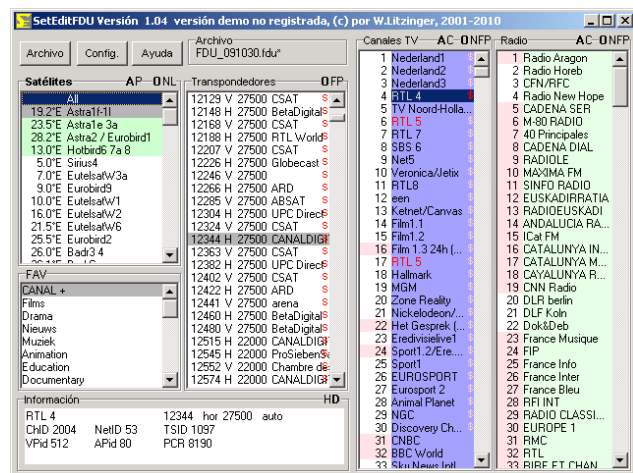 SetEditFDU Versión 1.04 versión demo no registrada, (c) por W.Litzinger, 2001-2010
Archivo Config. Ayuda
Archivo
FDU_091030.fdu*
Satélites AP ONL
All
19.2°E Astra1f-1l
23.5°E Astra1e 3a
28.2°E Astra2 / Eurobird1
13.0°E Hotbird6 7a 8
5.0°E Sirius4
7.0°E EutelsatW3a
9.0°E Eurobird9
10.0°E EutelsatW1
16.0°E EutelsatW2
21.5°E EutelsatW6
25.5°E Eurobird2
26.0°E Badr3 4
FAV
CANAL +
Films
Drama
Nieuws
Muziek
Animation
Education
Documentary
Transpondedores OFP
12129 V 27500 CSAT $
12148 H 27500 BetaDigital$
12168 V 27500 CSAT $
12188 H 27500 RTL World$
12207 V 27500 CSAT $
12226 H 27500 Globecast $
12246 V 27500 $
12266 H 27500 ARD $
12285 V 27500 ABSAT $
12304 H 27500 UPC Direct$
12324 V 27500 CSAT $
12344 H 27500 CANALDIGI$
12363 V 27500 CSAT $
12382 H 27500 UPC Direct$
12402 V 27500 CSAT $
12422 H 27500 ARD $
12441 V 27500 arena $
12460 H 27500 BetaDigital$
12480 V 27500 BetaDigital$
12515 H 22000 CANALDIGI$
12545 H 22000 ProSiebenSa
12552 V 22000 Chambre de
12574 H 22000 CANALDIGI$
Canales TV AC ONFP
1 Nederland1 $
2 Nederland2 $
3 Nederland3 $
4 RTL 4 $
5 TV Noord-Holla...
6 RTL 5 $
7 RTL 7 $
8 SBS 6 $
9 Net5 $
10 Veronica/Jetix $
11 RTL8 $
12 een $
13 Ketnet/Canvas $
14 Film1.1 $
15 Film1.2 $
16 Film 1.3 24h (... $
17 RTL 5 $
18 Hallmark $
19 MGM $
20 Zone Reality $
21 Nickelodeon/... $
22 Het Gesprek (... $
23 Eredivisielive1 $
24 Sport1.2/Ere.... $
25 Sport1 $
26 EUROSPORT $
27 Eurosport 2 $
28 Animal Planet $
29 NGC $
30 Discovery Ch... $
31 CNBC
32 BBC World
33 Sky News Intl
Radio AC ONFP
1 Radio Aragon
2 Radio Horeb
3 CFN/RFC
4 Radio New Hope
5 CADENA SER
6 M-80 RADIO
7 40 Principales
8 CADENA DIAL
9 RADIOLE
10 MAXIMA FM
11 SINFO RADIO
12 EUSKADIRRATIA
13 RADIOEUSKADI
14 ANDALUCIA RA...
15 ICat FM
16 CATALUNYA IN...
17 CATALUNYA M...
18 CAYALUNYA R...
19 CNN Radio
20 DLR berlin
21 DLF Koln
22 Dok&Deb
23 France Musique
24 FIP
25 France Info
26 France Inter
27 France Bleu
28 RFI INT
29 RADIO CLASSI...
30 EUROPE 1
31 RMC
32 RTL
33 BIRE ET CHAN
Información HD
RTL 4 12344 hor 27500 auto
ChID 2004 NetID 53 TSID 1097
VPid 512 APid 80 PCR 8190